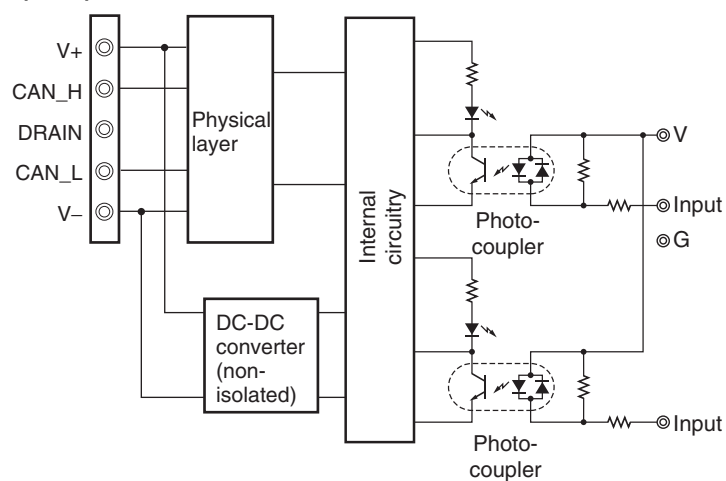 V+
CAN_H
DRAIN
CAN_L
V–
Physical
layer
DC-DC
converter
(non-
isolated)
Internal
circuitry
Photo-
coupler
V
Input
G
Photo-
coupler
Input